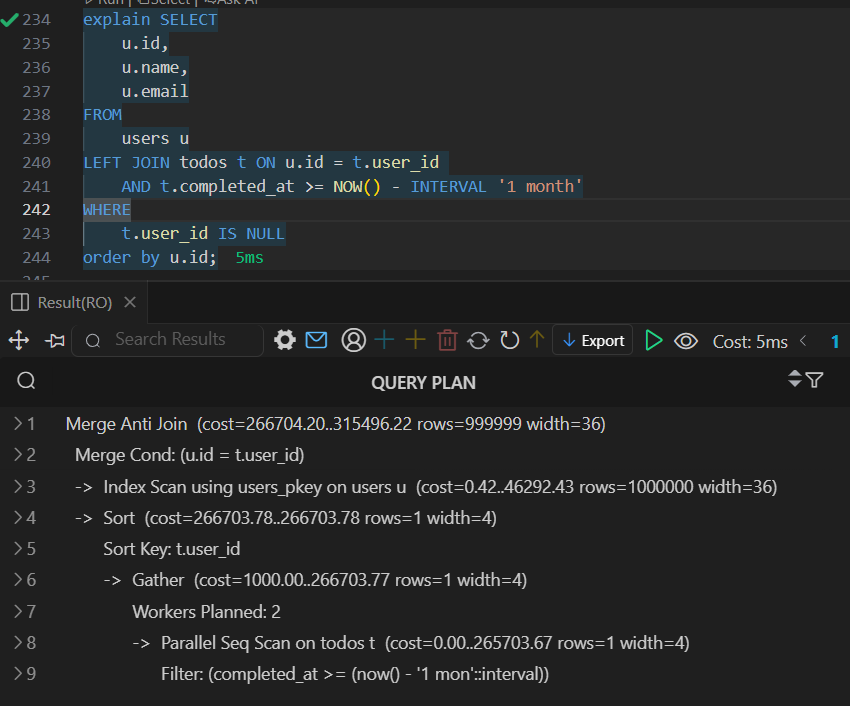 Run | Select | Ask AI
234 explain SELECT
235 u.id,
236 u.name,
237 u.email
238 FROM
239 users u
240 LEFT JOIN todos t ON u.id = t.user_id
241 AND t.completed_at >= NOW() - INTERVAL '1 month'
242 WHERE
243 t.user_id IS NULL
244 order by u.id; 5ms
245
Result(RO)
Search Results Export Cost: 5ms 1
QUERY PLAN
1 Merge Anti Join (cost=266704.20..315496.22 rows=999999 width=36)
2 Merge Cond: (u.id = t.user_id)
3 -> Index Scan using users_pkey on users u (cost=0.42..46292.43 rows=1000000 width=36)
4 -> Sort (cost=266703.78..266703.78 rows=1 width=4)
5 Sort Key: t.user_id
6 -> Gather (cost=1000.00..266703.77 rows=1 width=4)
7 Workers Planned: 2
8 -> Parallel Seq Scan on todos t (cost=0.00..265703.67 rows=1 width=4)
9 Filter: (completed_at >= (now() - '1 mon'::interval))